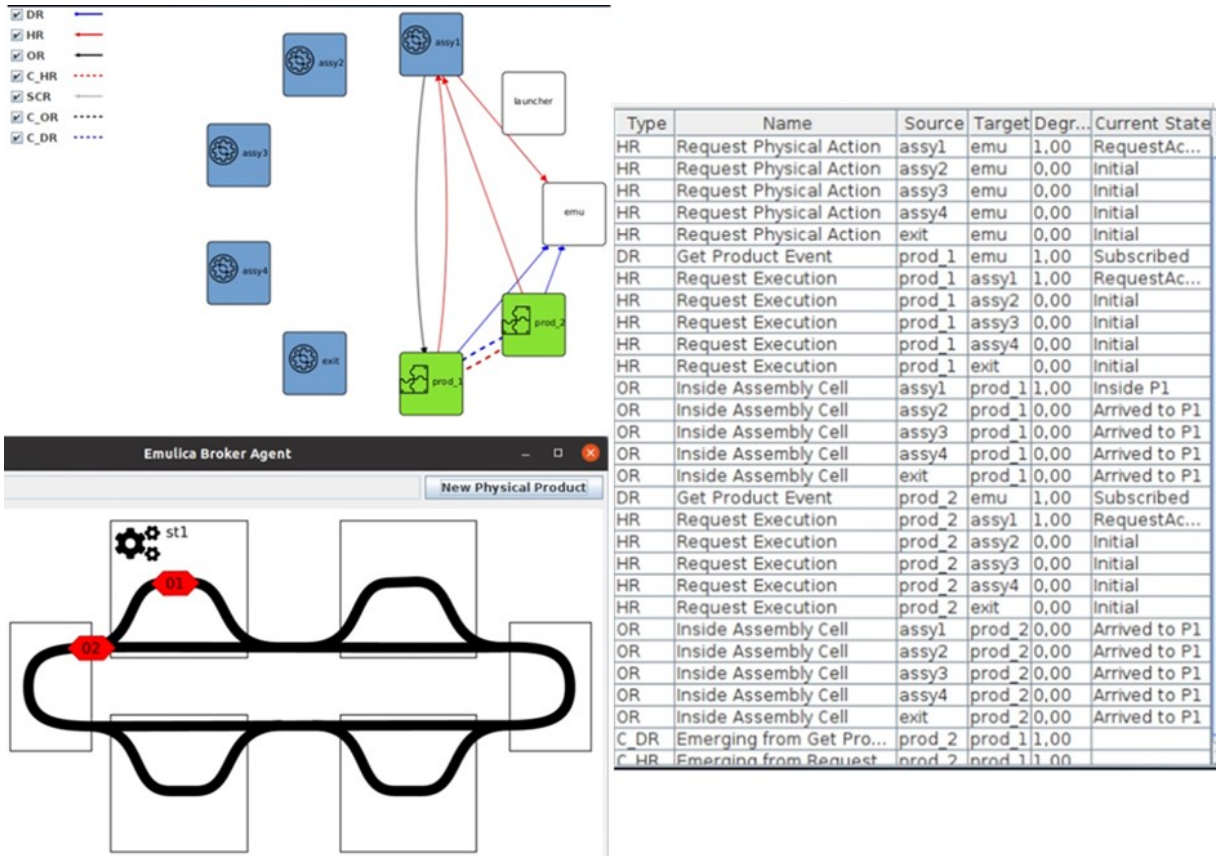 DR
HR
OR
C_HR
SCR
C_OR
C_DR
assy1
assy2
launcher
assy3
emu
assy4
prod_2
exit
prod_1
Emulica Broker Agent
New Physical Product
st1
01
02
Type Name Source Target Degr... Current State
HR Request Physical Action assy1 emu 1,00 RequestAc...
HR Request Physical Action assy2 emu 0,00 Initial
HR Request Physical Action assy3 emu 0,00 Initial
HR Request Physical Action assy4 emu 0,00 Initial
HR Request Physical Action exit emu 0,00 Initial
DR Get Product Event prod_1 emu 1,00 Subscribed
HR Request Execution prod_1 assy1 1,00 RequestAc...
HR Request Execution prod_1 assy2 0,00 Initial
HR Request Execution prod_1 assy3 0,00 Initial
HR Request Execution prod_1 assy4 0,00 Initial
HR Request Execution prod_1 exit 0,00 Initial
OR Inside Assembly Cell assy1 prod_1 1,00 Inside P1
OR Inside Assembly Cell assy2 prod_1 0,00 Arrived to P1
OR Inside Assembly Cell assy3 prod_1 0,00 Arrived to P1
OR Inside Assembly Cell assy4 prod_1 0,00 Arrived to P1
OR Inside Assembly Cell exit prod_1 0,00 Arrived to P1
DR Get Product Event prod_2 emu 1,00 Subscribed
HR Request Execution prod_2 assy1 1,00 RequestAc...
HR Request Execution prod_2 assy2 0,00 Initial
HR Request Execution prod_2 assy3 0,00 Initial
HR Request Execution prod_2 assy4 0,00 Initial
HR Request Execution prod_2 exit 0,00 Initial
OR Inside Assembly Cell assy1 prod_2 0,00 Arrived to P1
OR Inside Assembly Cell assy2 prod_2 0,00 Arrived to P1
OR Inside Assembly Cell assy3 prod_2 0,00 Arrived to P1
OR Inside Assembly Cell assy4 prod_2 0,00 Arrived to P1
OR Inside Assembly Cell exit prod_2 0,00 Arrived to P1
C_DR Emerging from Get Pro... prod_2 prod_1 1,00
C_HR Emerging from Request prod_2 prod_1 1,00